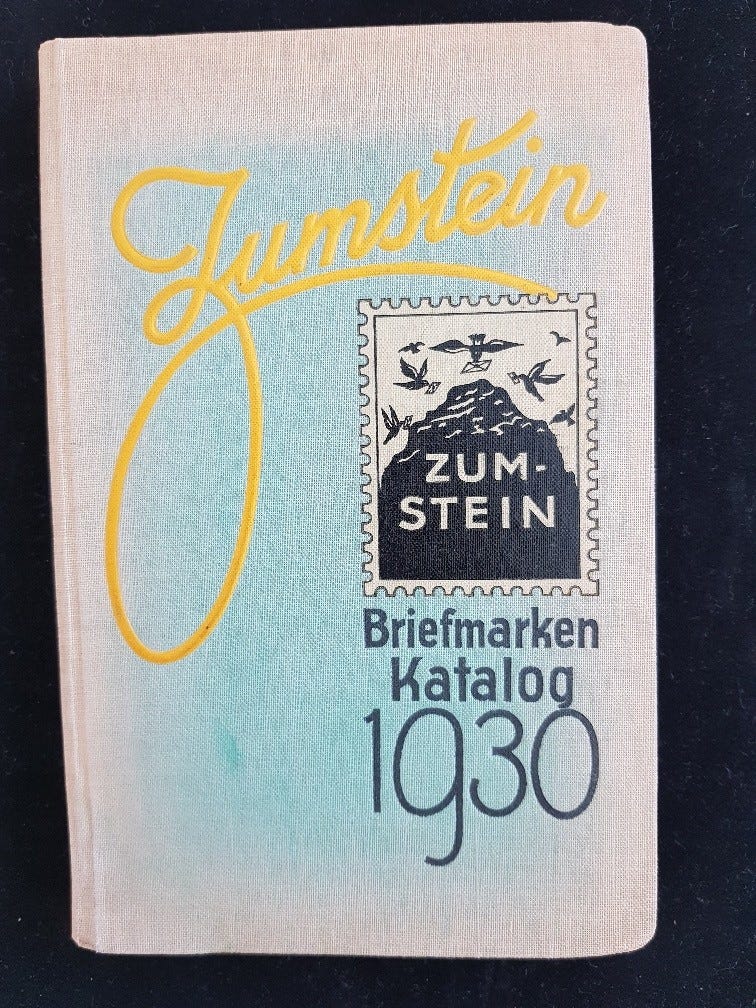 Zumstein
ZUM-
STEIN
Briefmarken
Katalog
1930